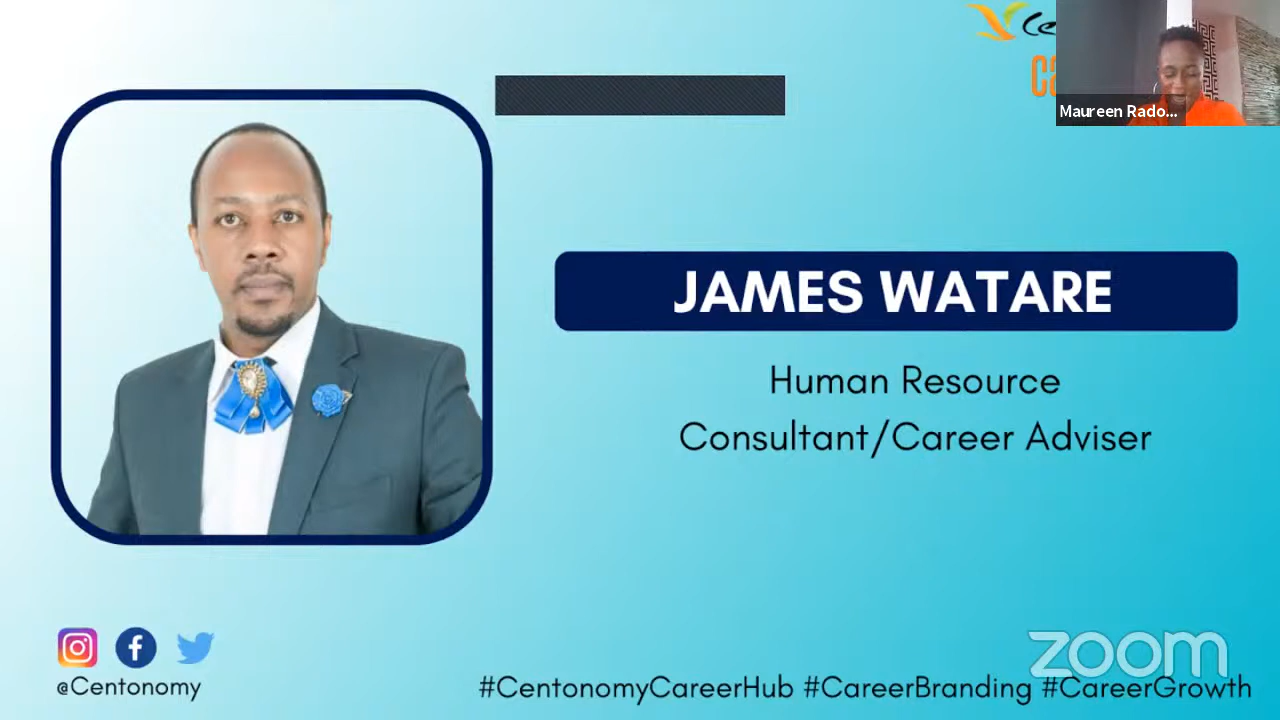 Maureen Rado...
JAMES WATARE
Human Resource
Consultant/Career Adviser
zoom
@Centonomy
#CentonomyCareerHub #CareerBranding #CareerGrowth